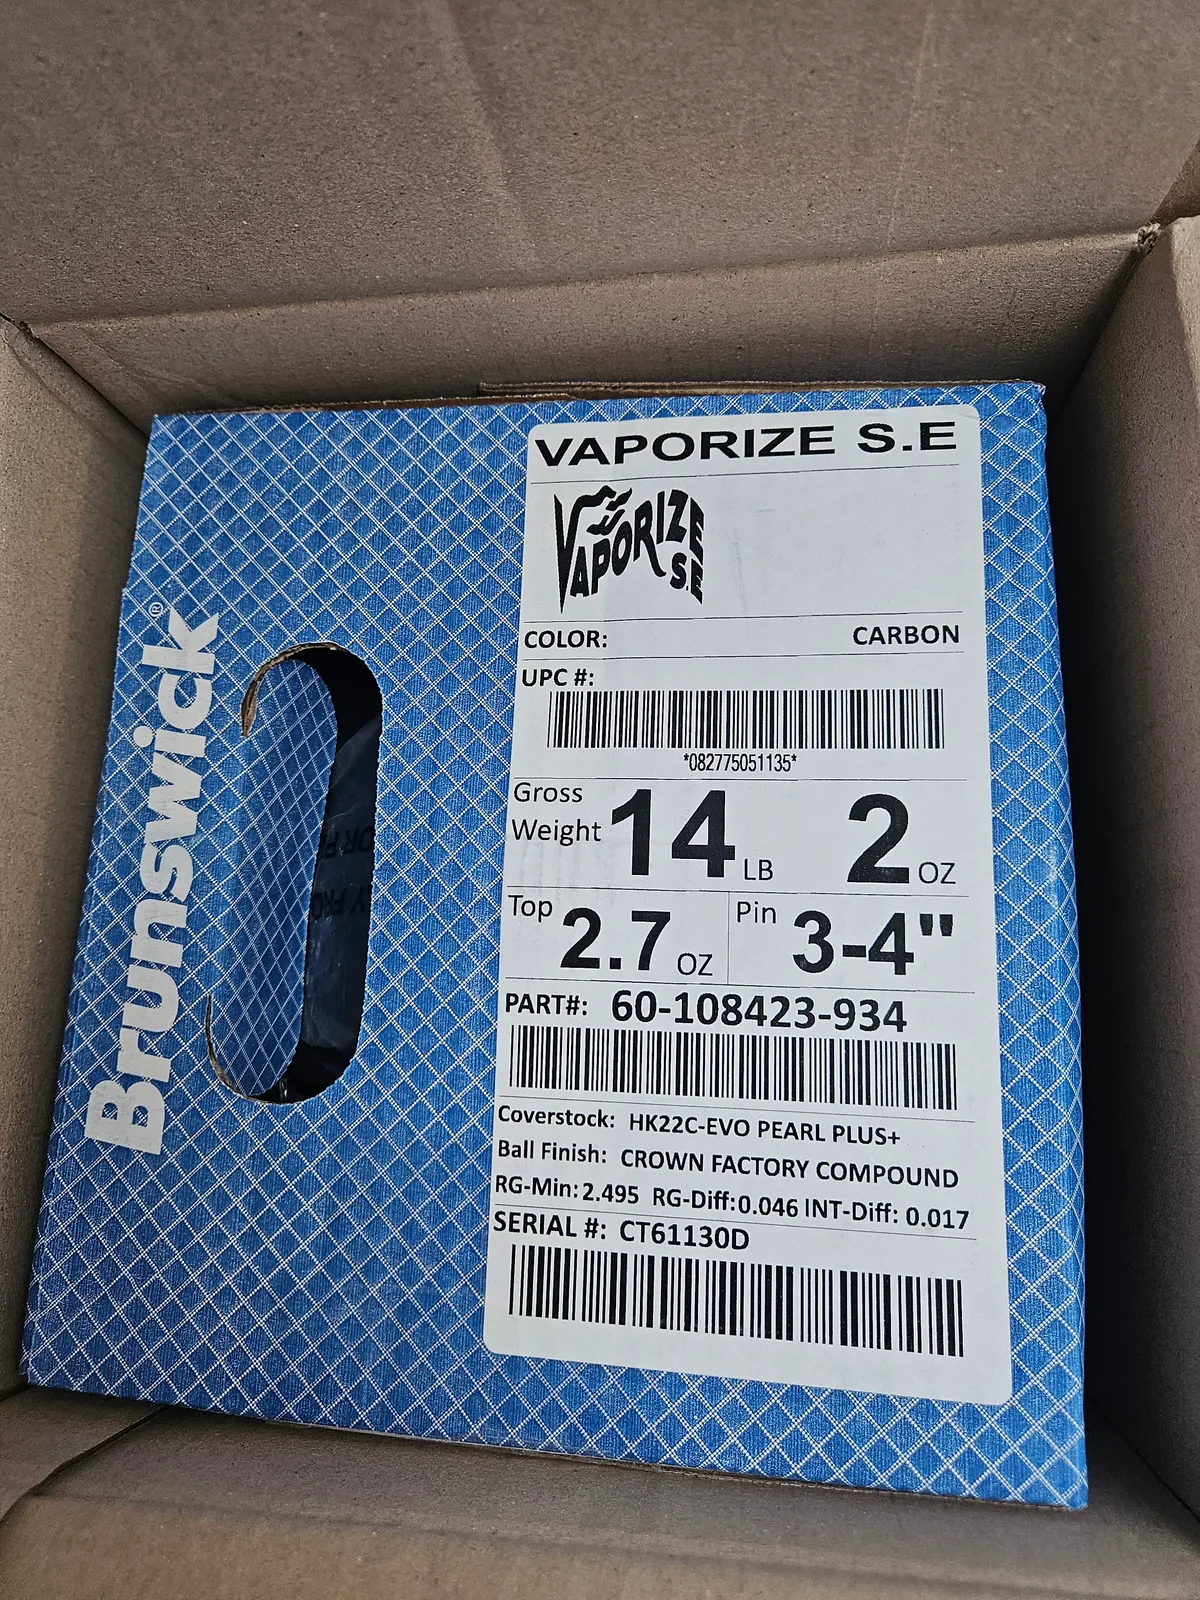 VAPORIZE S.E
VAPORIZE
S.E
COLOR: CARBON
UPC #:
*082775051135*
Gross
Weight 14 LB 2 OZ
Top 2.7 OZ Pin 3-4"
PART#: 60-108423-934
Coverstock: HK22C-EVO PEARL PLUS+
Ball Finish: CROWN FACTORY COMPOUND
RG-Min: 2.495 RG-Diff: 0.046 INT-Diff: 0.017
SERIAL #: CT61130D
Brunswick®